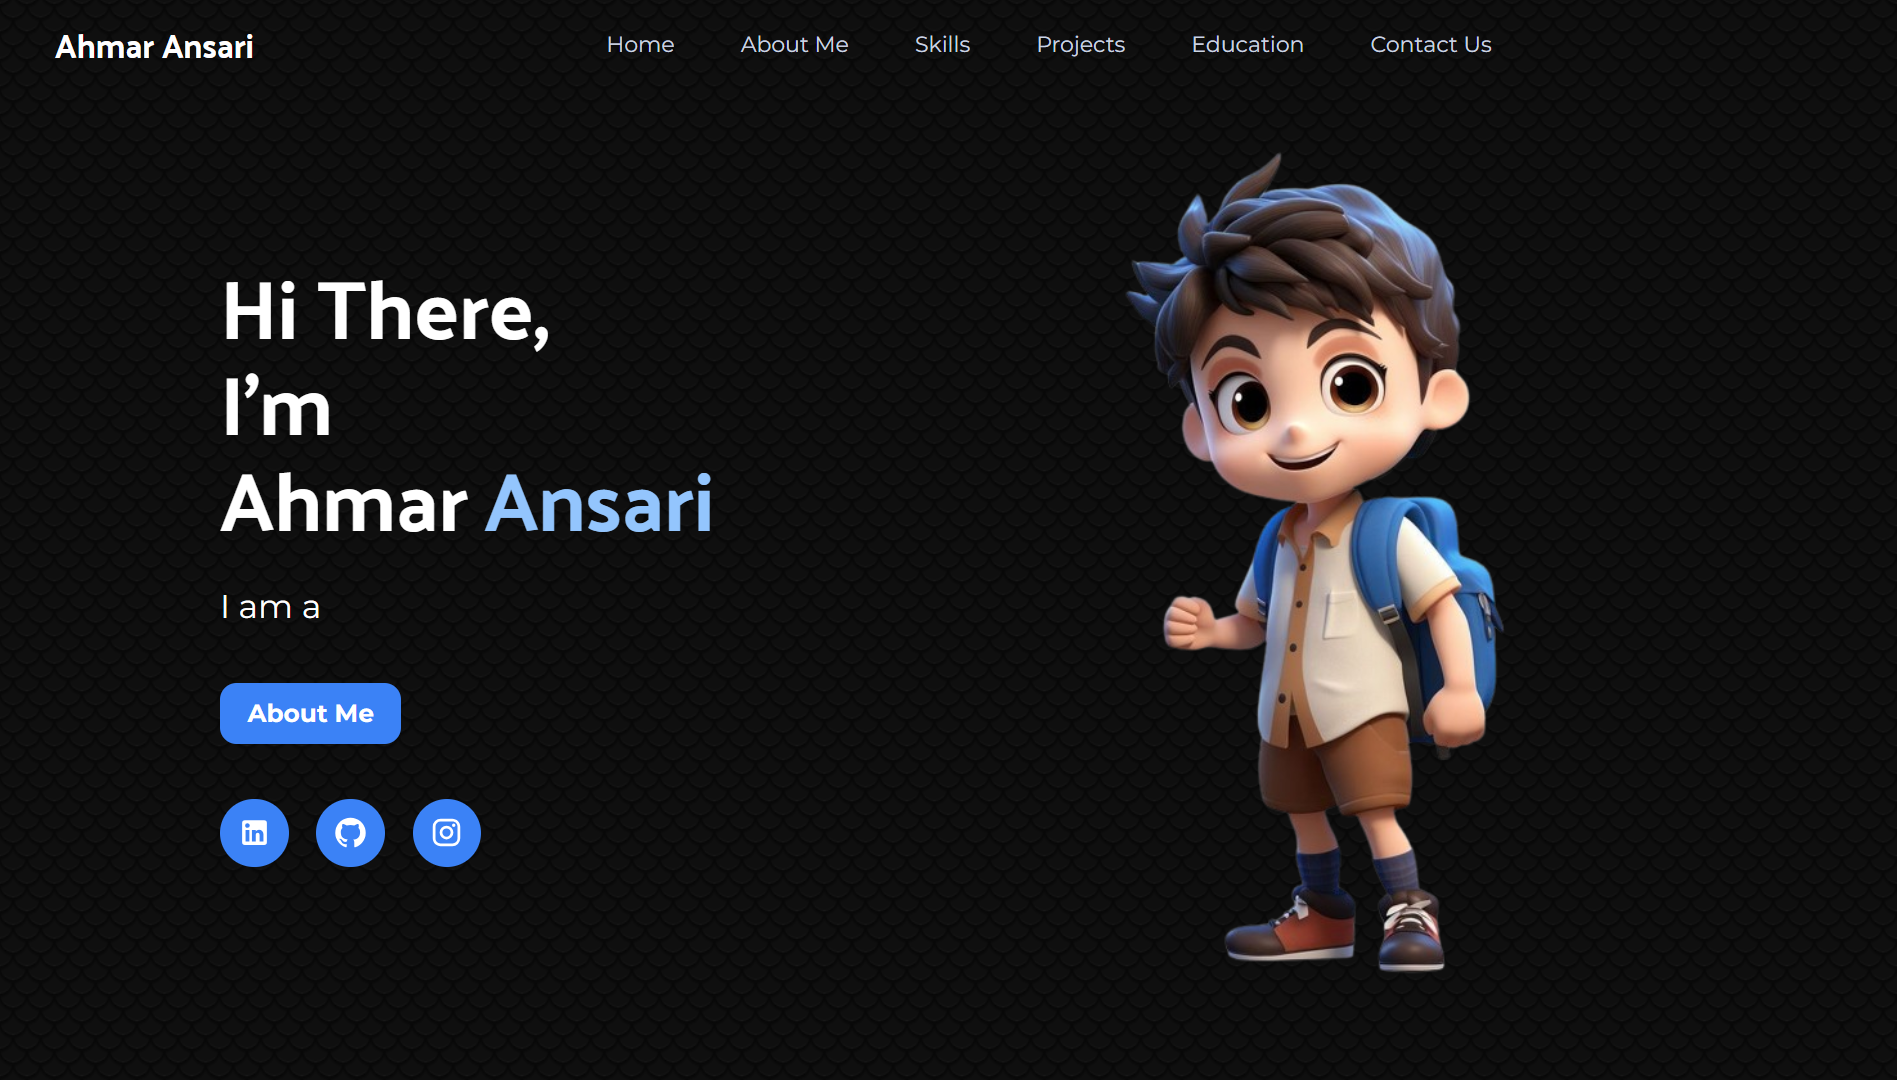 Ahmar Ansari
Home About Me Skills Projects Education Contact Us
Hi There,
I’m
Ahmar Ansari
I am a
About Me